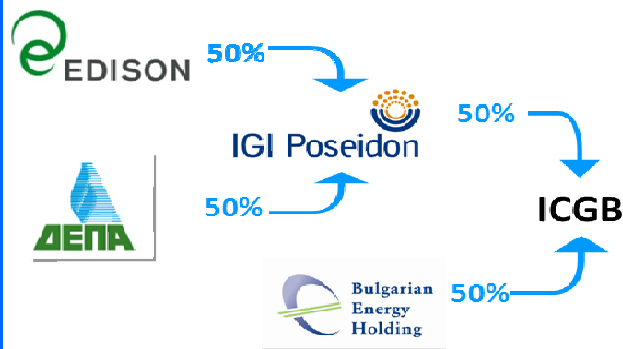 EDISON
50%
IGI Poseidon
50%
ΔΕΠΑ
50%
ICGB
Bulgarian
Energy
Holding
50%